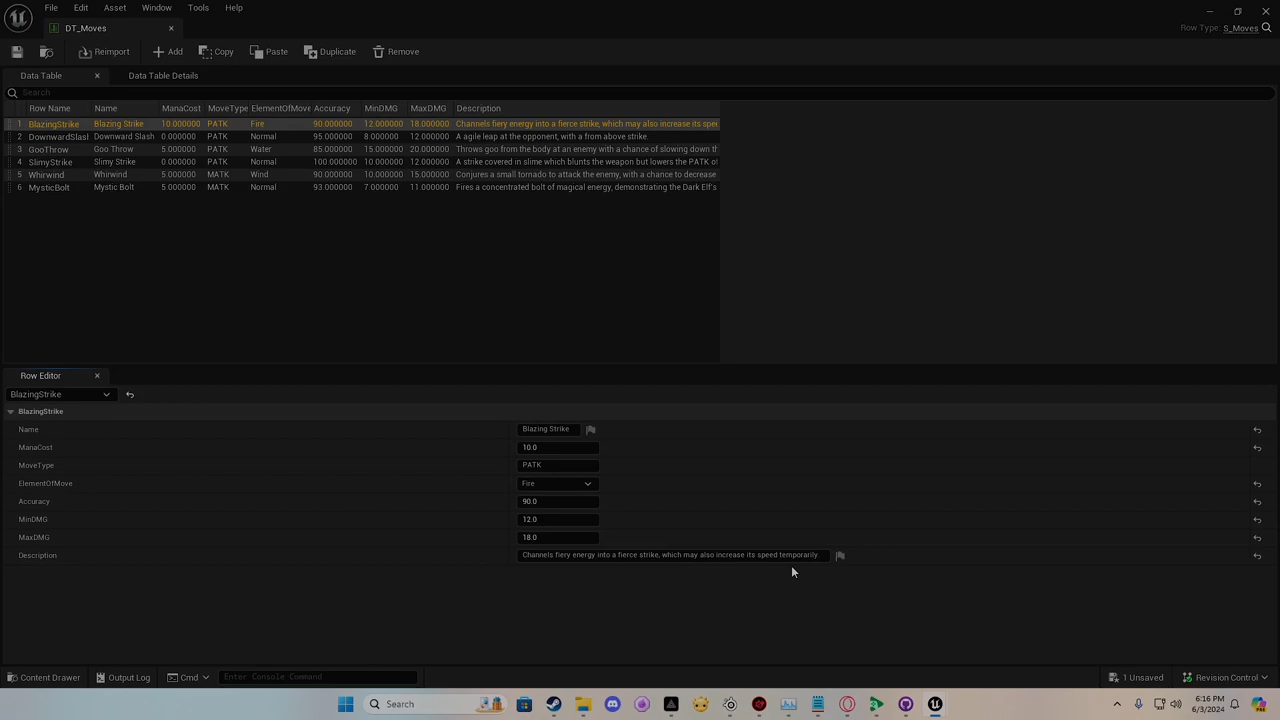 File Edit Asset Window Tools Help
DT_Moves
Row Type: S_Moves
Reimport Add Copy Paste Duplicate Remove
Data Table Data Table Details
Search
Row Name Name ManaCost MoveType ElementOfMove Accuracy MinDMG MaxDMG Description
1 BlazingStrike Blazing Strike 10.000000 PATK Fire 90.000000 12.000000 18.000000 Channels fiery energy into a fierce strike, which may also increase its spee
2 DownwardSlash Downward Slash 0.000000 PATK Normal 95.000000 8.000000 12.000000 A agile leap at the opponent, with a from above strike.
3 GooThrow Goo Throw 5.000000 PATK Water 85.000000 15.000000 20.000000 Throws goo from the body at an enemy with a chance of slowing down th
4 SlimyStrike Slimy Strike 0.000000 PATK Normal 100.000000 10.000000 12.000000 A strike covered in slime which blunts the weapon but lowers the PATK of
5 Whirwind Whirwind 5.000000 MATK Wind 90.000000 10.000000 15.000000 Conjures a small tornado to attack the enemy, with a chance to decrease
6 MysticBolt Mystic Bolt 5.000000 MATK Normal 93.000000 7.000000 11.000000 Fires a concentrated bolt of magical energy, demonstrating the Dark Elf's
Row Editor
BlazingStrike
BlazingStrike
Name Blazing Strike
ManaCost 10.0
MoveType PATK
ElementOfMove Fire
Accuracy 90.0
MinDMG 12.0
MaxDMG 18.0
Description Channels fiery energy into a fierce strike, which may also increase its speed temporarily.
Content Drawer Output Log Cmd Enter Console Command 1 Unsaved Revision Control
Search
6:16 PM
6/3/2024